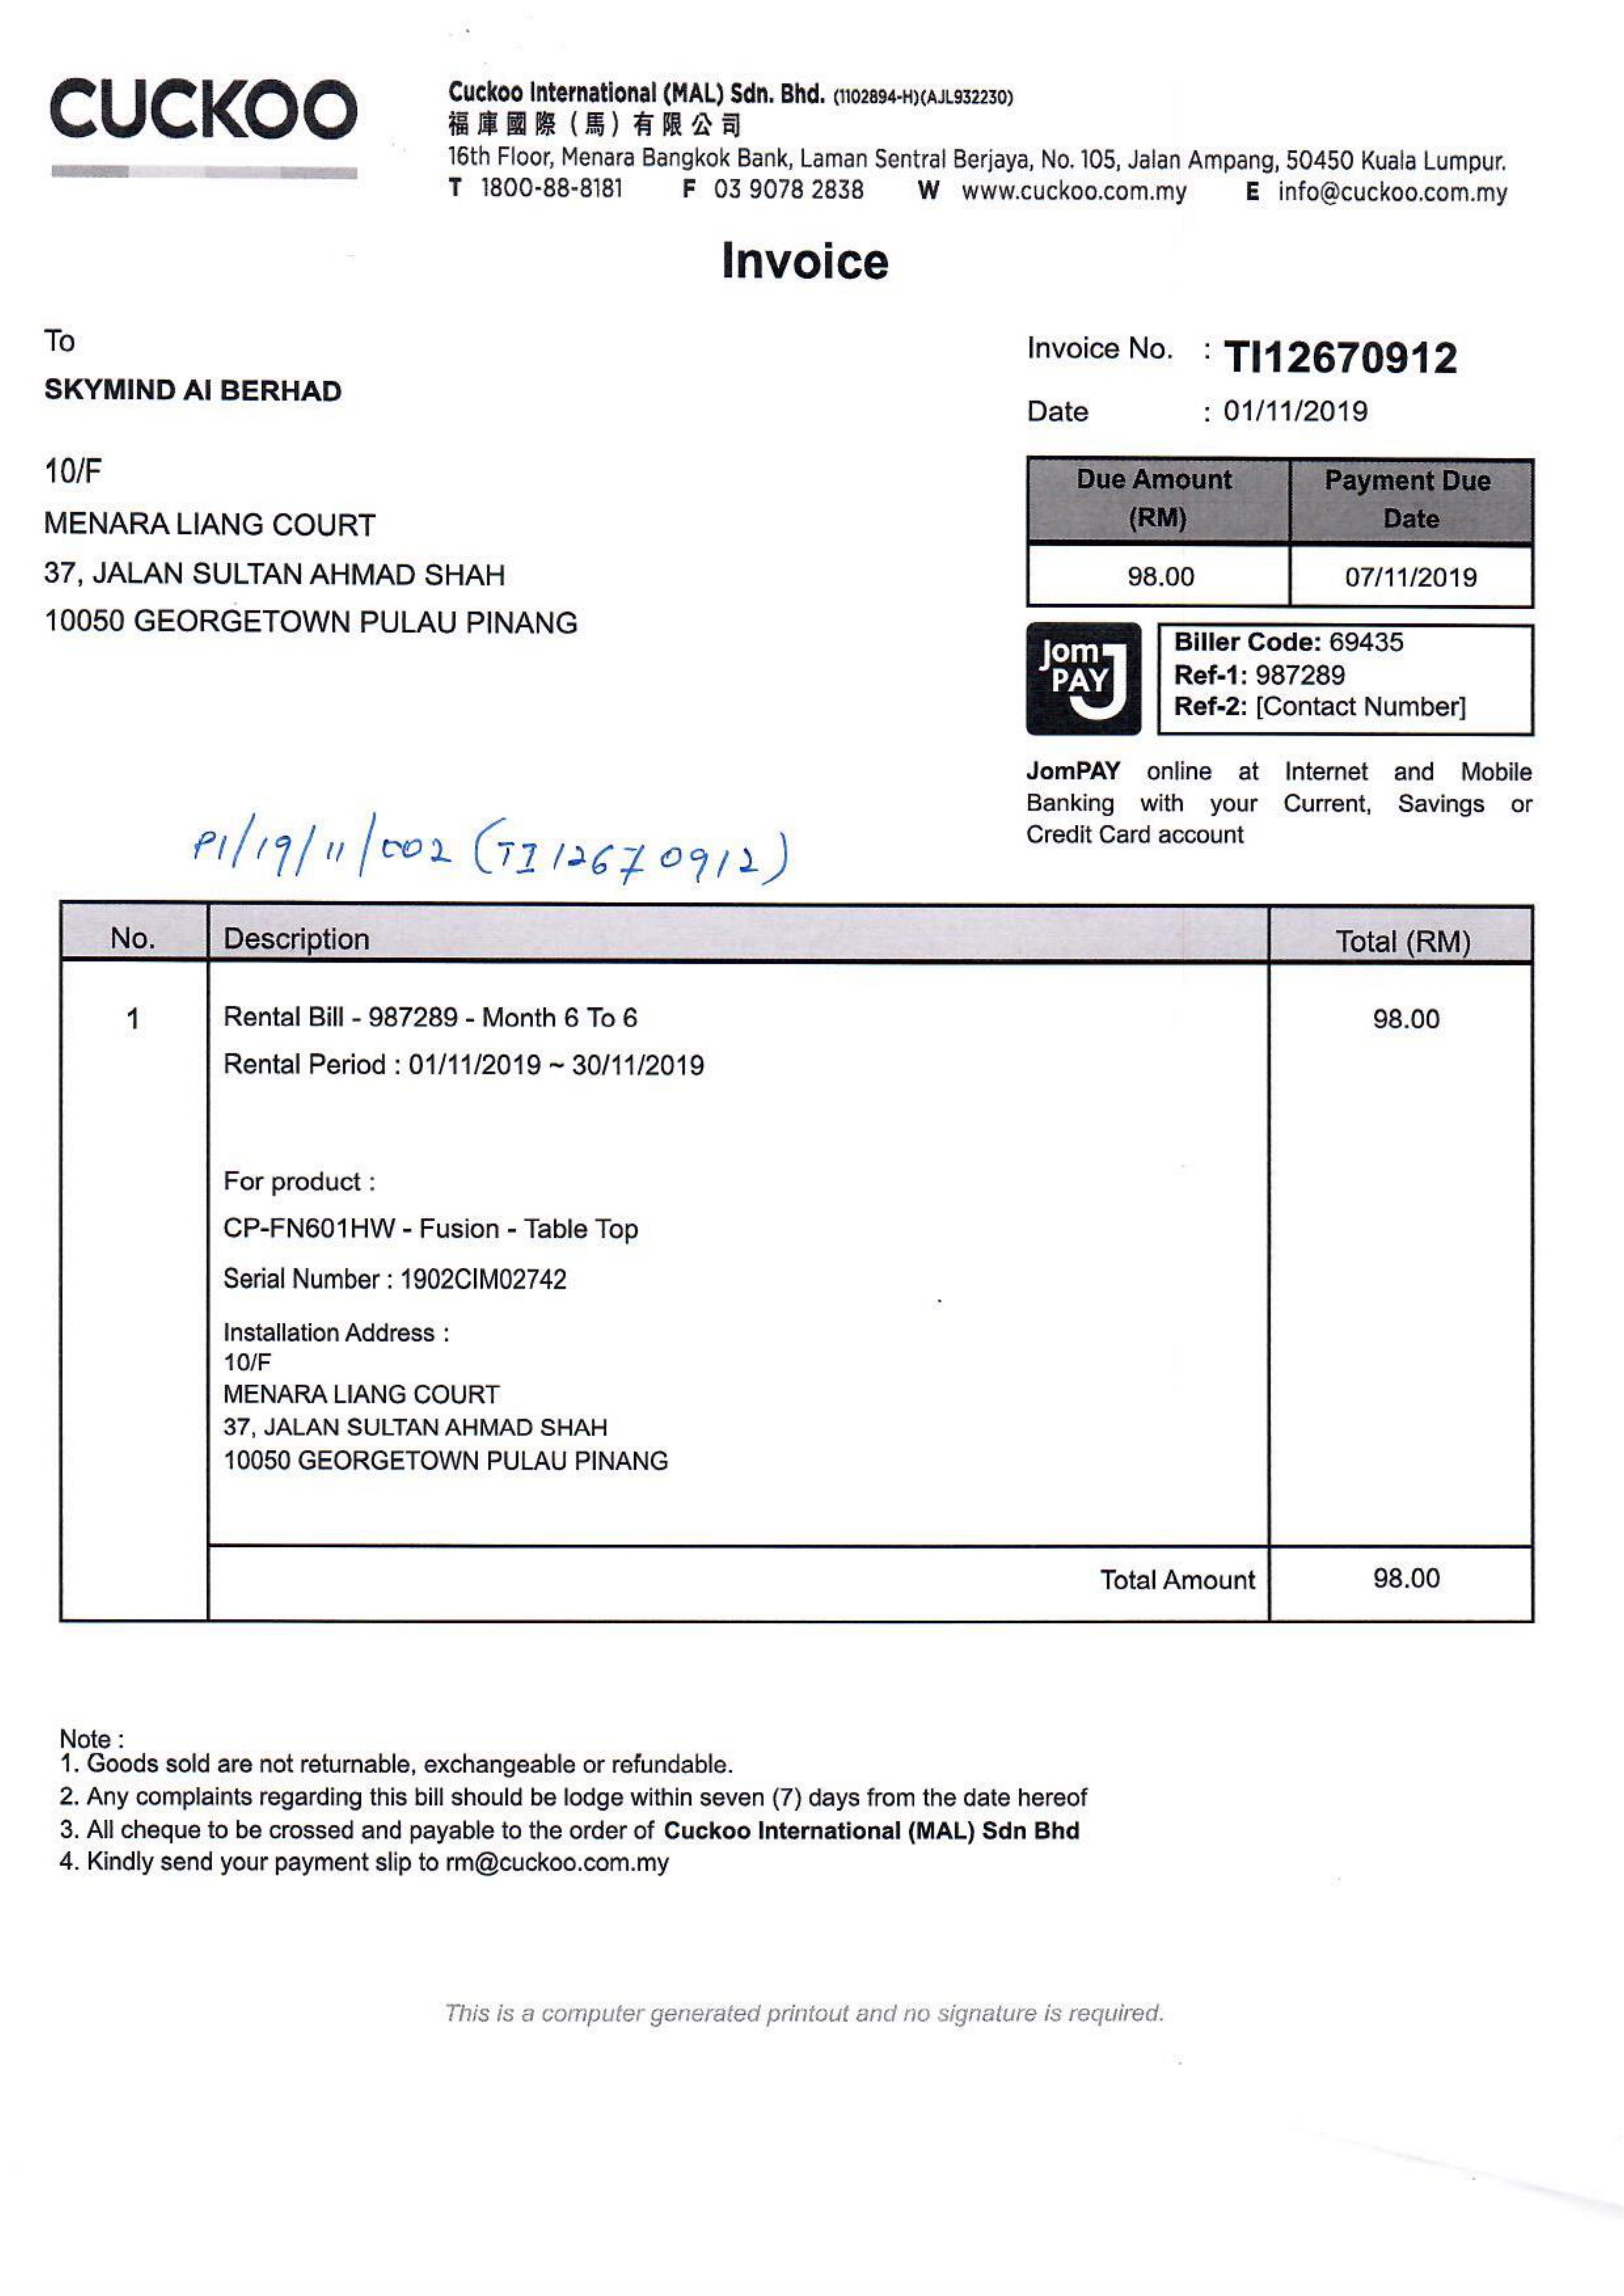 CUCKOO
Cuckoo International (MAL) Sdn. Bhd. (1102894-H)(AJL932230)
福庫國際（馬）有限公司
16th Floor, Menara Bangkok Bank, Laman Sentral Berjaya, No. 105, Jalan Ampang, 50450 Kuala Lumpur.
T 1800-88-8181 F 03 9078 2838 W www.cuckoo.com.my E info@cuckoo.com.my
Invoice
To
SKYMIND AI BERHAD
10/F
MENARA LIANG COURT
37, JALAN SULTAN AHMAD SHAH
10050 GEORGETOWN PULAU PINANG
Invoice No. : TI12670912
Date : 01/11/2019
Due Amount (RM) Payment Due Date
98.00 07/11/2019
Jom PAY
Biller Code: 69435
Ref-1: 987289
Ref-2: [Contact Number]
JomPAY online at Internet and Mobile
Banking with your Current, Savings or
Credit Card account
PI/19/11/002 (TI12670912)
No. Description Total (RM)
1 Rental Bill - 987289 - Month 6 To 6 98.00
Rental Period : 01/11/2019 ~ 30/11/2019
For product :
CP-FN601HW - Fusion - Table Top
Serial Number : 1902CIM02742
Installation Address :
10/F
MENARA LIANG COURT
37, JALAN SULTAN AHMAD SHAH
10050 GEORGETOWN PULAU PINANG
Total Amount 98.00
Note :
1. Goods sold are not returnable, exchangeable or refundable.
2. Any complaints regarding this bill should be lodge within seven (7) days from the date hereof
3. All cheque to be crossed and payable to the order of Cuckoo International (MAL) Sdn Bhd
4. Kindly send your payment slip to rm@cuckoo.com.my
This is a computer generated printout and no signature is required.